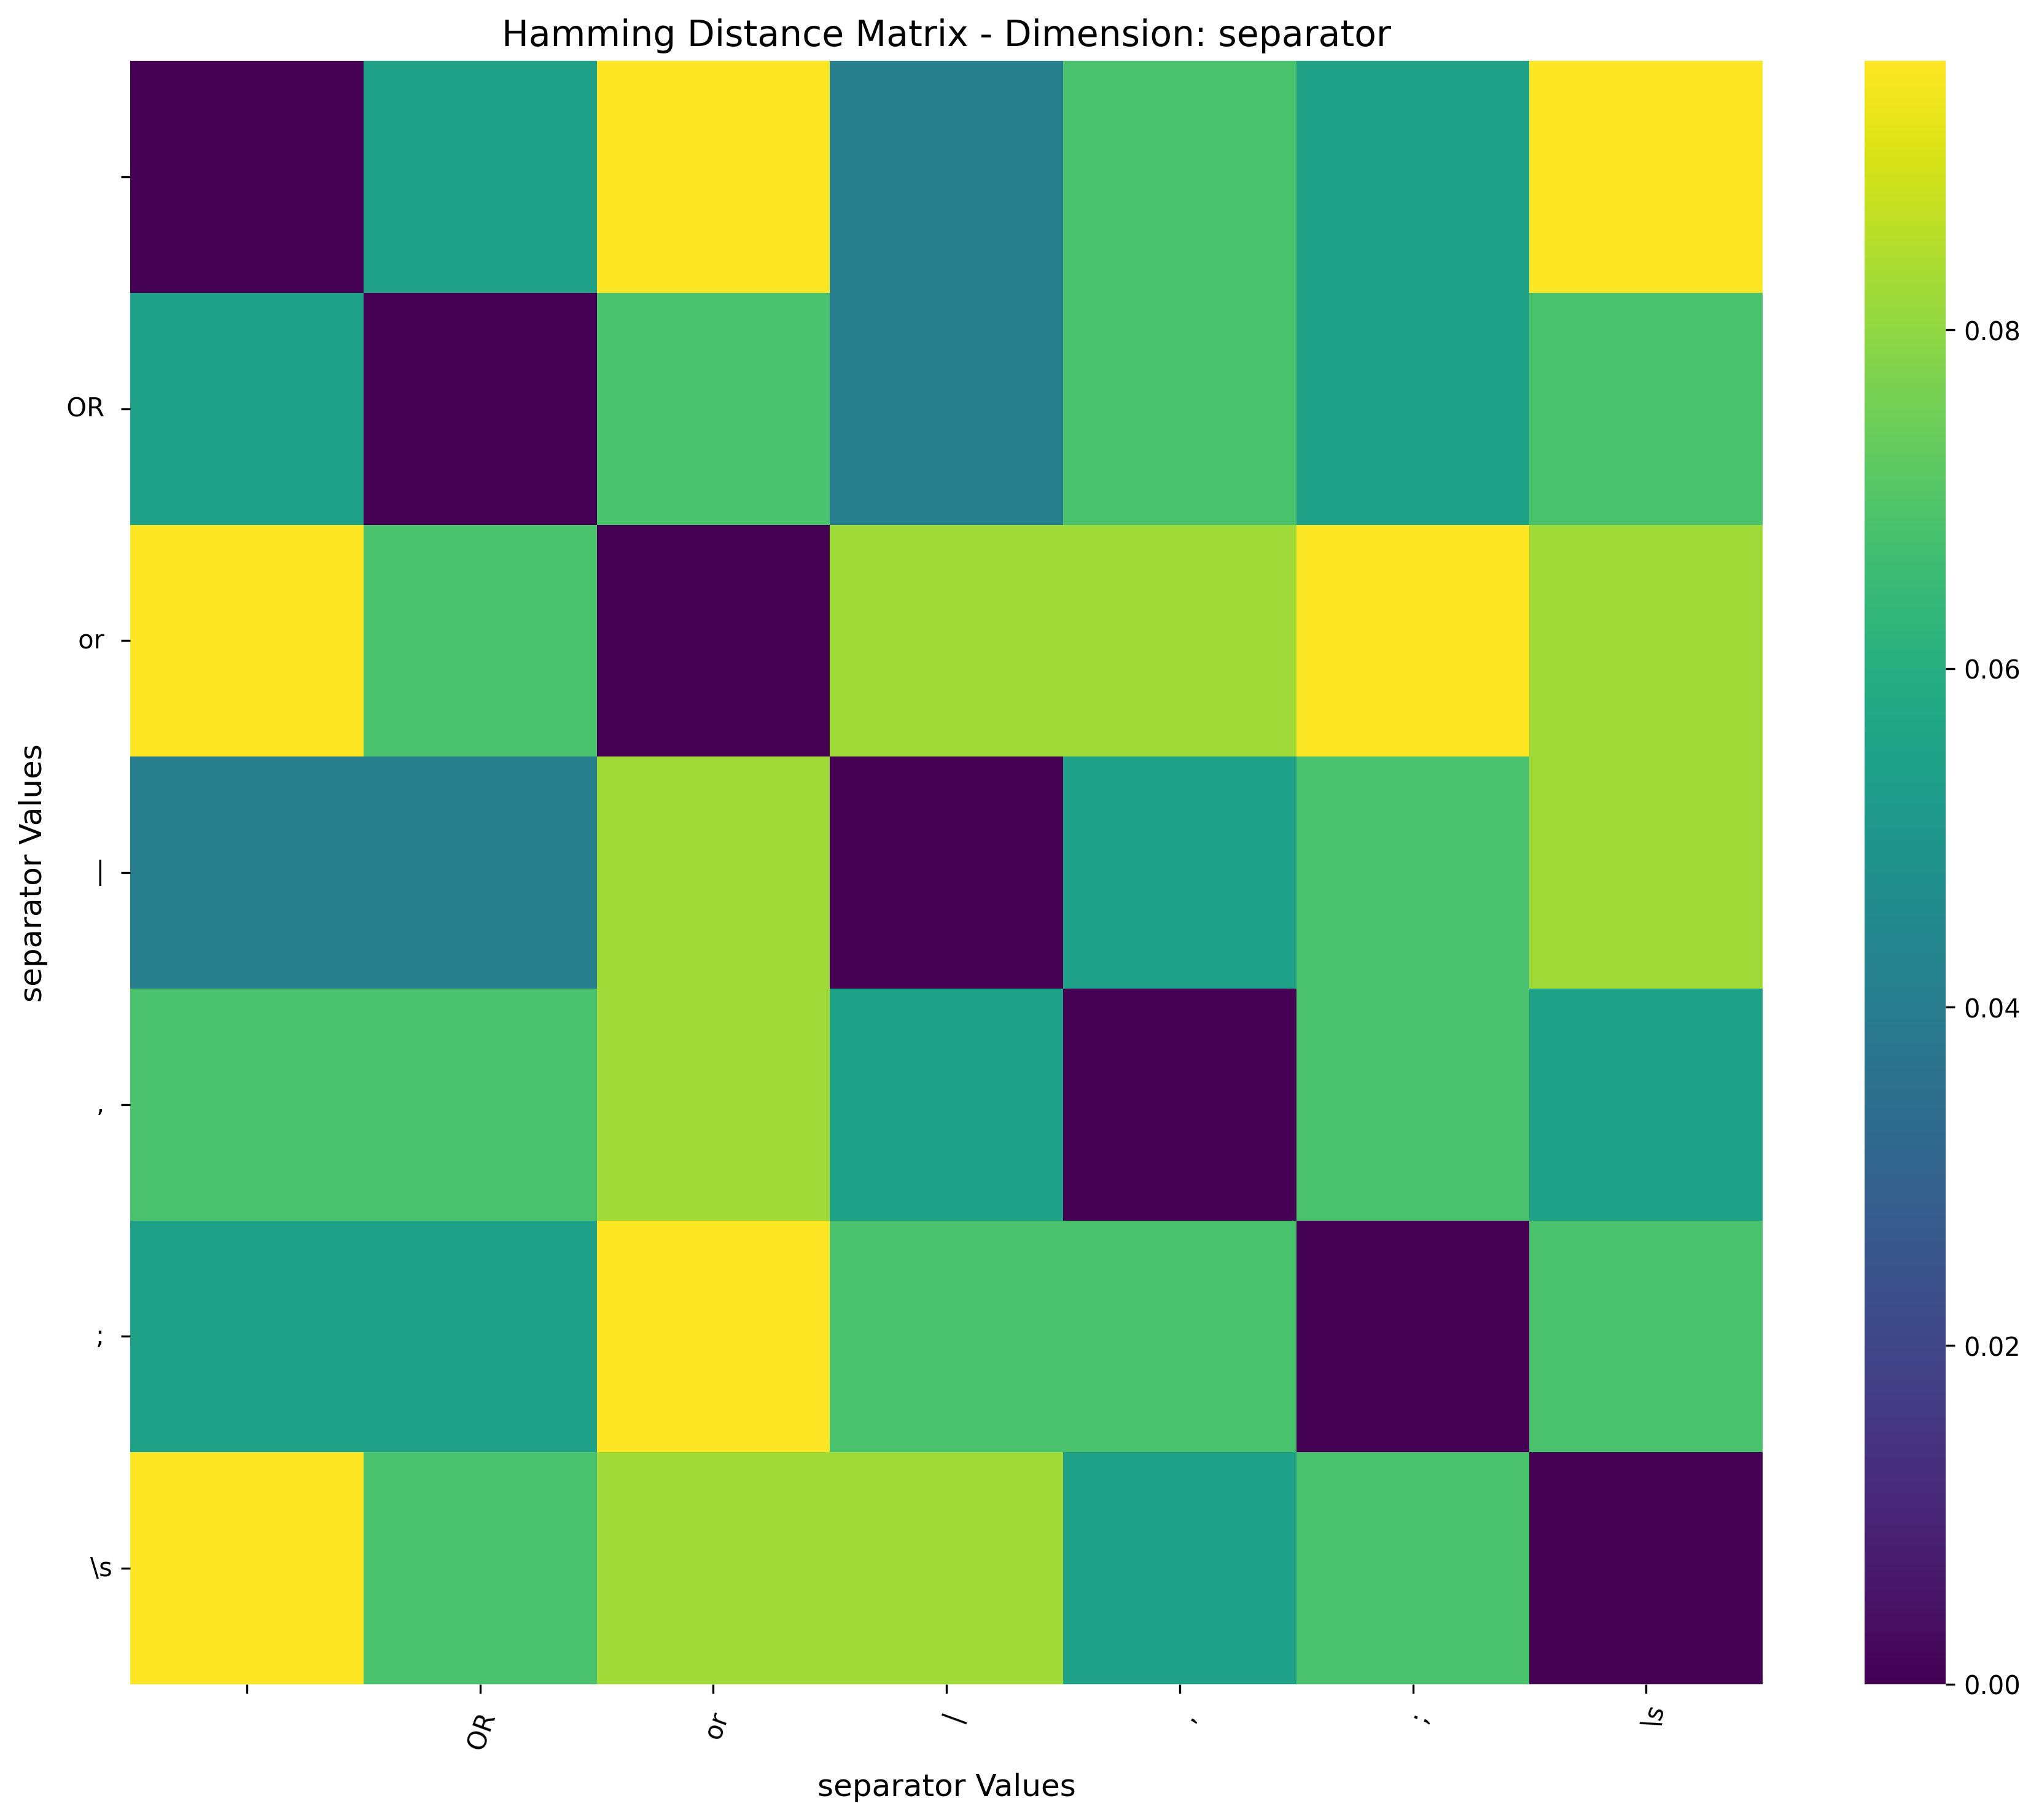 Hamming Distance Matrix - Dimension: separator
separator Values
OR
or
|
,
;
\s
OR
or
|
,
;
\s
separator Values
0.08
0.06
0.04
0.02
0.00